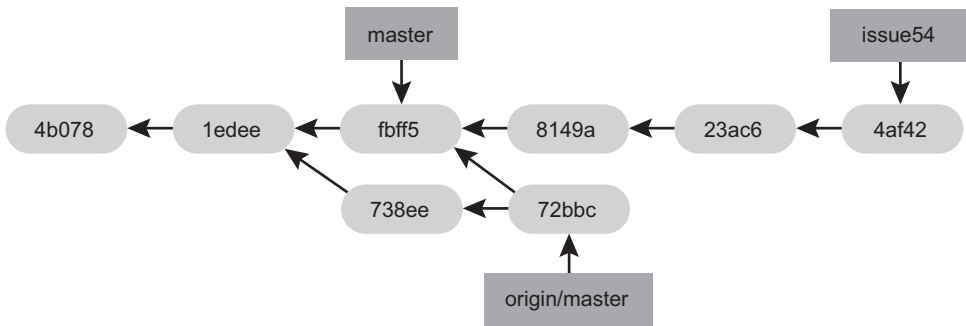 master
issue54
4b078
1edee
fbff5
8149a
23ac6
4af42
738ee
72bbc
origin/master